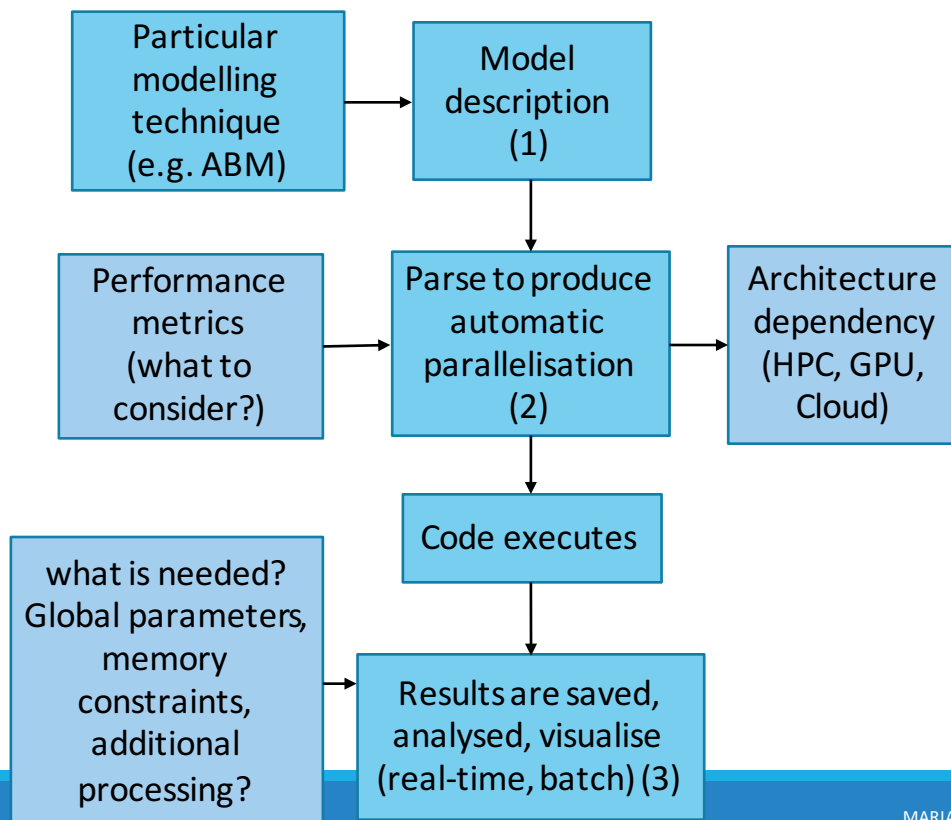 Particular
modelling
technique
(e.g. ABM)
Model
description
(1)
Performance
metrics
(what to
consider?)
Parse to produce
automatic
parallelisation
(2)
Architecture
dependency
(HPC, GPU,
Cloud)
Code executes
what is needed?
Global parameters,
memory
constraints,
additional
processing?
Results are saved,
analysed, visualise
(real-time, batch) (3)